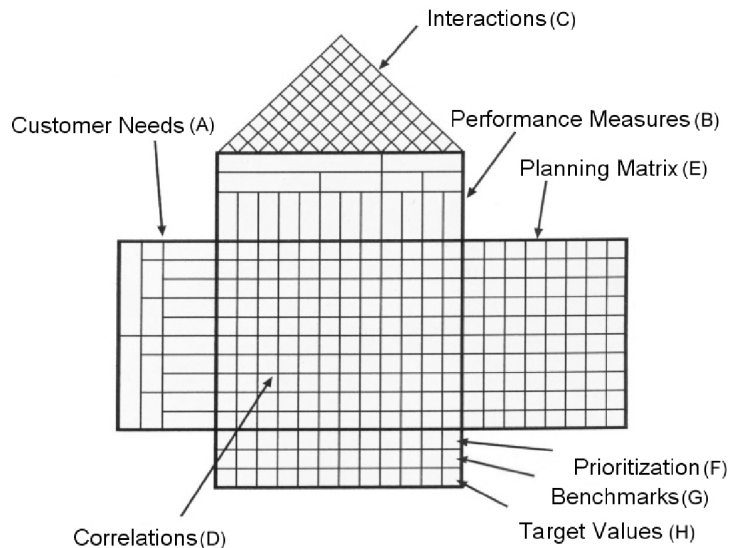 Interactions (C)
Customer Needs (A)
Performance Measures (B)
Planning Matrix (E)
Prioritization (F)
Benchmarks (G)
Target Values (H)
Correlations (D)